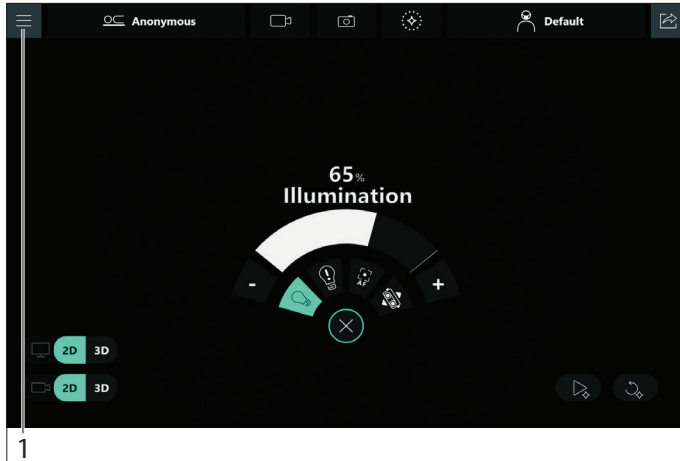 Anonymous
Default
65%
Illumination
- +
AF
2D 3D
2D 3D
1